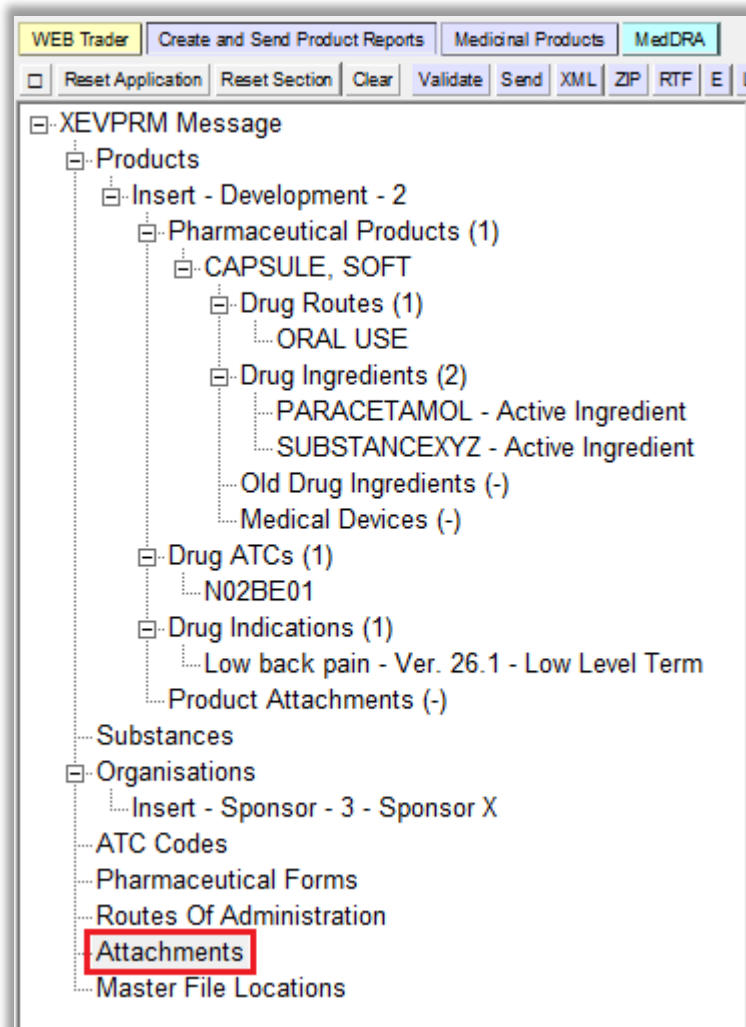 WEB Trader Create and Send Product Reports Medicinal Products MedDRA
Reset Application Reset Section Clear Validate Send XML ZIP RTF E
XEVPRM Message
Products
Insert - Development - 2
Pharmaceutical Products (1)
CAPSULE, SOFT
Drug Routes (1)
ORAL USE
Drug Ingredients (2)
PARACETAMOL - Active Ingredient
SUBSTANCEXYZ - Active Ingredient
Old Drug Ingredients (-)
Medical Devices (-)
Drug ATCs (1)
N02BE01
Drug Indications (1)
Low back pain - Ver. 26.1 - Low Level Term
Product Attachments (-)
Substances
Organisations
Insert - Sponsor - 3 - Sponsor X
ATC Codes
Pharmaceutical Forms
Routes Of Administration
Attachments
Master File Locations